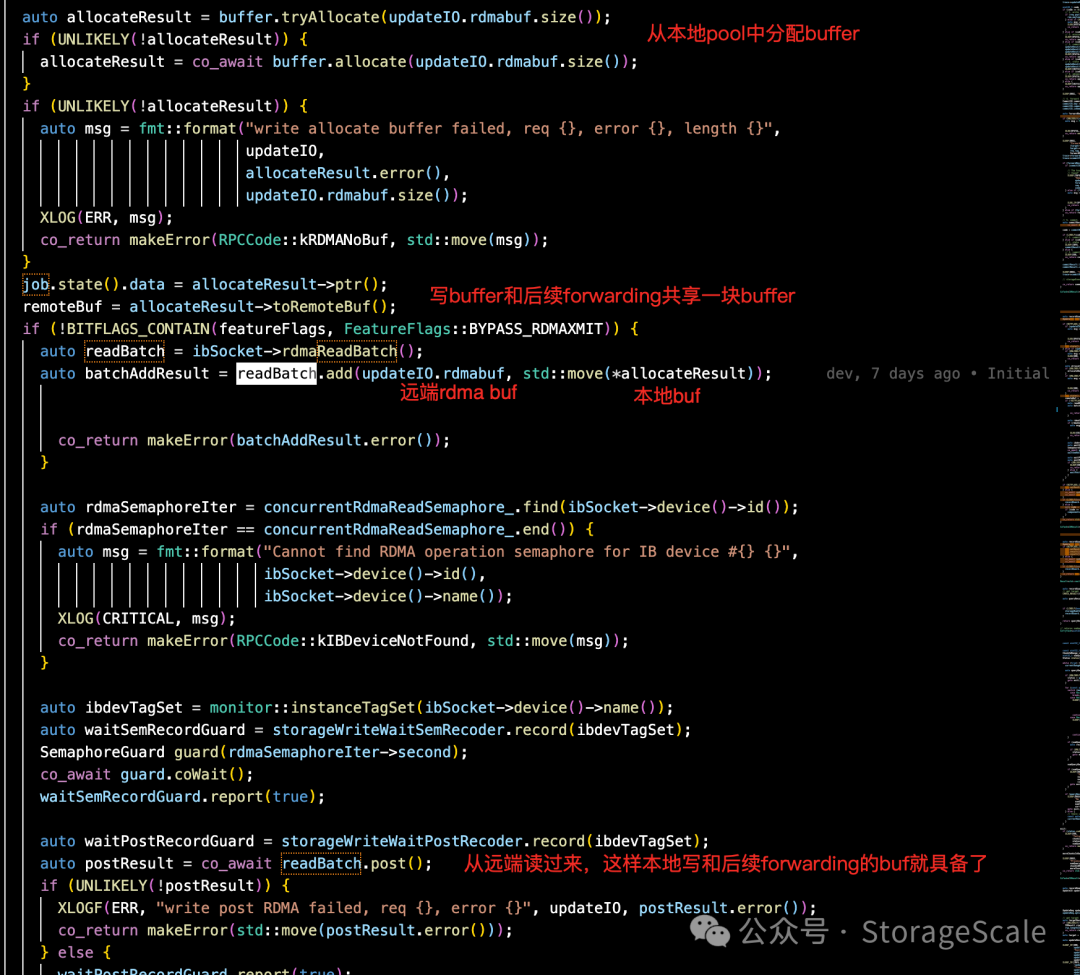 auto allocateResult = buffer.tryAllocate(updateIO.rdmabuf.size());
if (UNLIKELY(!allocateResult)) {
从本地pool中分配buffer
allocateResult = co_await buffer.allocate(updateIO.rdmabuf.size());
}
if (UNLIKELY(!allocateResult)) {
auto msg = fmt::format("write allocate buffer failed, req {}, error {}, length {}",
updateIO,
allocateResult.error(),
updateIO.rdmabuf.size());
XLOG(ERR, msg);
co_return makeError(RPCCode::kRDMANoBuf, std::move(msg));
}
job.state().data = allocateResult->ptr();
写buffer和后续forwarding共享一块buffer
remoteBuf = allocateResult->toRemoteBuf();
if (!BITFLAGS_CONTAIN(featureFlags, FeatureFlags::BYPASS_RDMAXMIT)) {
auto readBatch = ibSocket->rdmaReadBatch();
auto batchAddResult = readBatch.add(updateIO.rdmabuf, std::move(*allocateResult)); dev, 7 days ago • Initial
远端rdma buf 本地buf
co_return makeError(batchAddResult.error());
}
auto rdmaSemaphoreIter = concurrentRdmaReadSemaphore_.find(ibSocket->device()->id());
if (rdmaSemaphoreIter == concurrentRdmaReadSemaphore_.end()) {
auto msg = fmt::format("Cannot find RDMA operation semaphore for IB device #{} {}",
ibSocket->device()->id(),
ibSocket->device()->name());
XLOG(CRITICAL, msg);
co_return makeError(RPCCode::kIBDeviceNotFound, std::move(msg));
}
auto ibdevTagSet = monitor::instanceTagSet(ibSocket->device()->name());
auto waitSemRecordGuard = storageWriteWaitSemRecoder.record(ibdevTagSet);
SemaphoreGuard guard(rdmaSemaphoreIter->second);
co_await guard.coWait();
waitSemRecordGuard.report(true);
auto waitPostRecordGuard = storageWriteWaitPostRecoder.record(ibdevTagSet);
auto postResult = co_await readBatch.post(); 从远端读过来，这样本地写和后续forwarding的buf就具备了
if (UNLIKELY(!postResult)) {
XLOGF(ERR, "write post RDMA failed, req {}, error {}", updateIO, postResult.error());
co_return makeError(std::move(postResult.error()));
公众号 · StorageScale
} else {
waitPostRecordGuard.report(true);